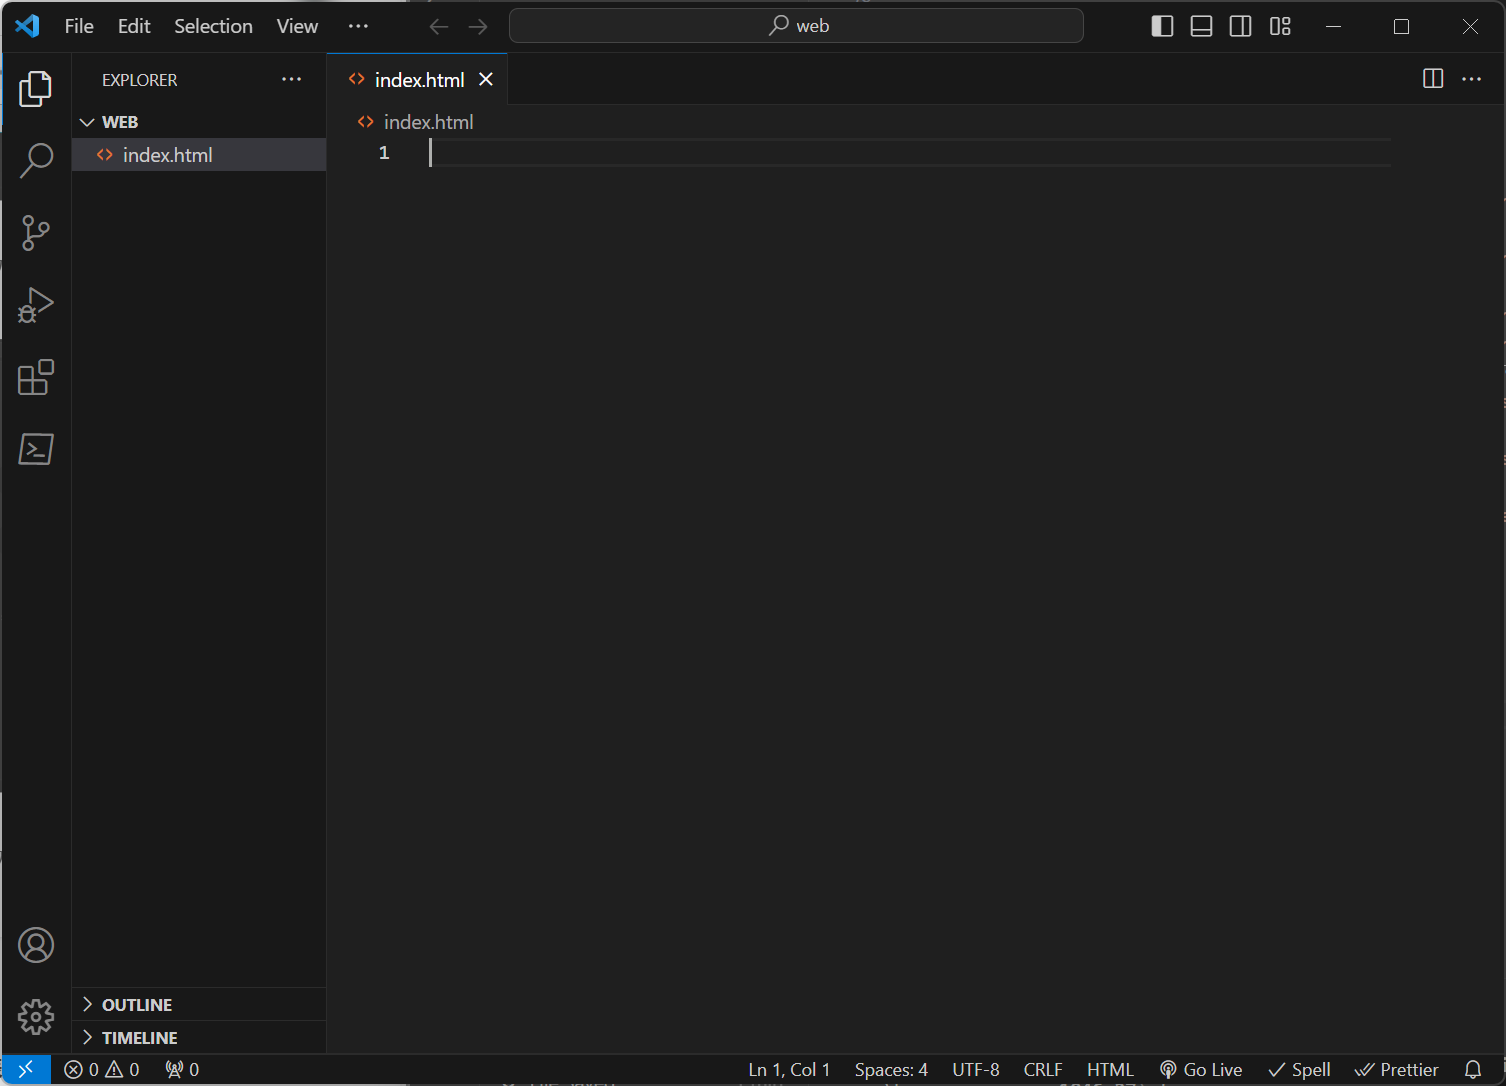 File Edit Selection View ··· web
EXPLORER ···
index.html
···
WEB
index.html
index.html
1
OUTLINE
TIMELINE
0 0 0 Ln 1, Col 1 Spaces: 4 UTF-8 CRLF HTML Go Live Spell Prettier